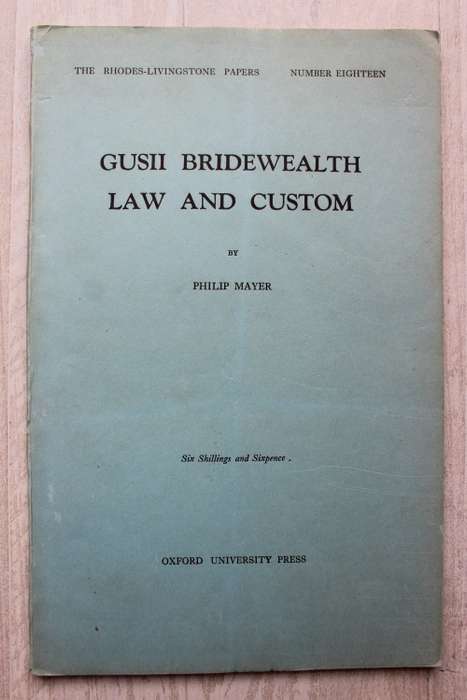 THE RHODES-LIVINGSTONE PAPERS NUMBER EIGHTEEN
GUSII BRIDEWEALTH
LAW AND CUSTOM
BY
PHILIP MAYER
Six Shillings and Sixpence .
OXFORD UNIVERSITY PRESS